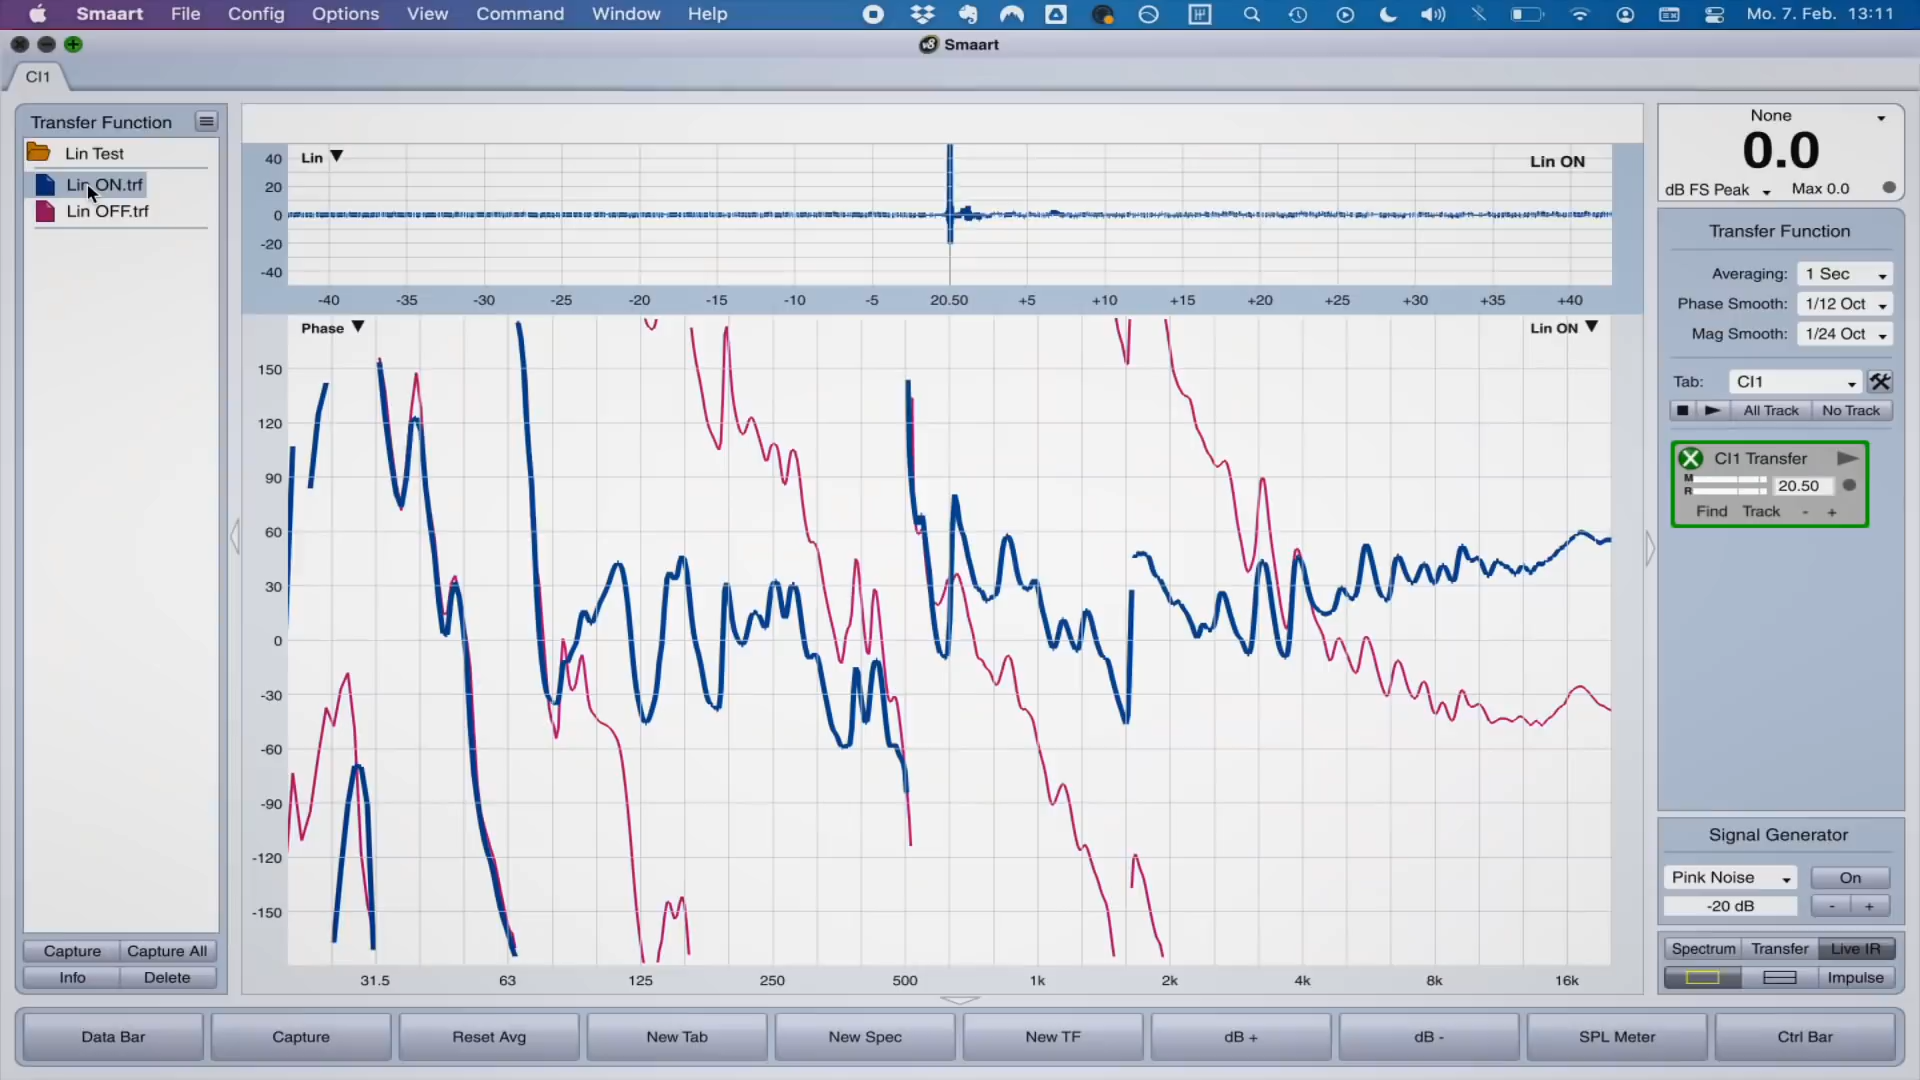 Smaart File Config Options View Command Window Help Mo. 7. Feb. 13:11
v8 Smaart
CI1
Transfer Function
Lin Test
Lin ON.trf
Lin OFF.trf
Capture Capture All
Info Delete
Lin
Lin ON
40
20
0
-20
-40
-40 -35 -30 -25 -20 -15 -10 -5 20.50 +5 +10 +15 +20 +25 +30 +35 +40
Phase
Lin ON
150
120
90
60
30
0
-30
-60
-90
-120
-150
31.5 63 125 250 500 1k 2k 4k 8k 16k
None
0.0
dB FS Peak Max 0.0
Transfer Function
Averaging: 1 Sec
Phase Smooth: 1/12 Oct
Mag Smooth: 1/24 Oct
Tab: CI1
All Track No Track
CI1 Transfer
M
R
20.50
Find Track - +
Signal Generator
Pink Noise On
-20 dB - +
Spectrum Transfer Live IR
Impulse
Data Bar Capture Reset Avg New Tab New Spec New TF dB + dB - SPL Meter Ctrl Bar